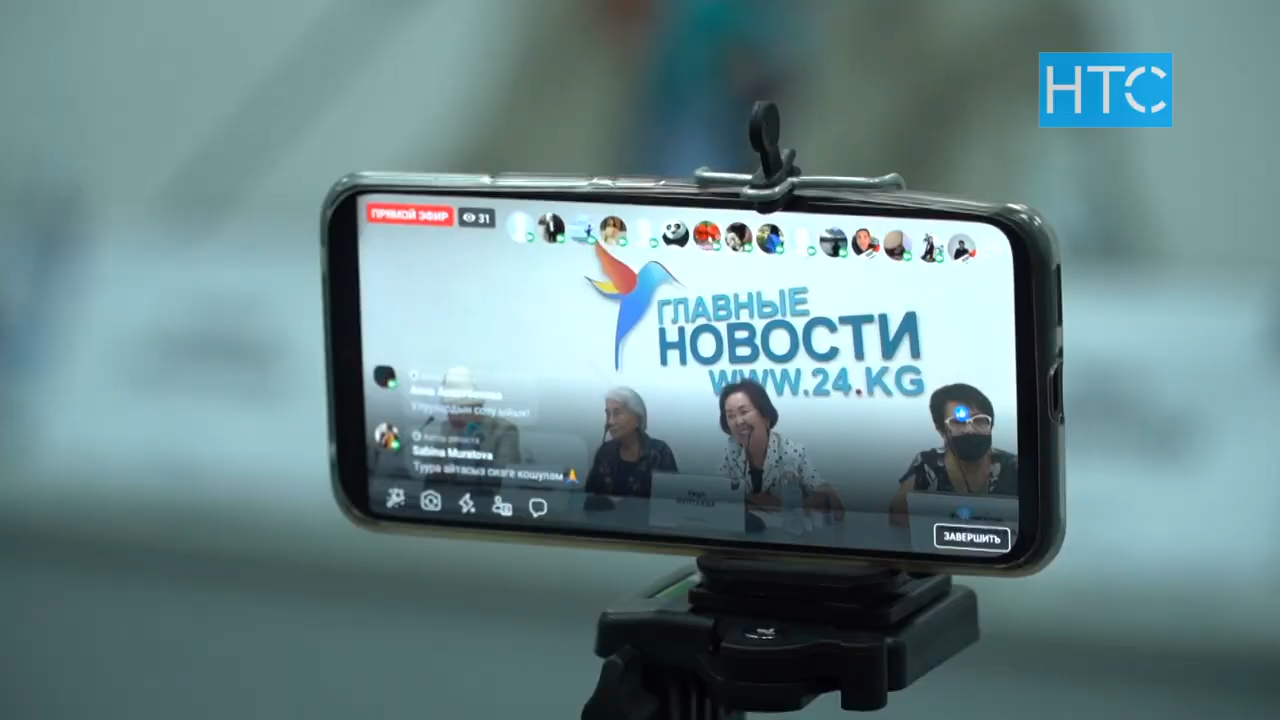 НТС
ПРЯМОЙ ЭФИР 31
ГЛАВНЫЕ
НОВОСТИ
WWW.24.KG
Sabina Muratova
Туура айтасыз сизге кошулам
ЗАВЕРШИТЬ